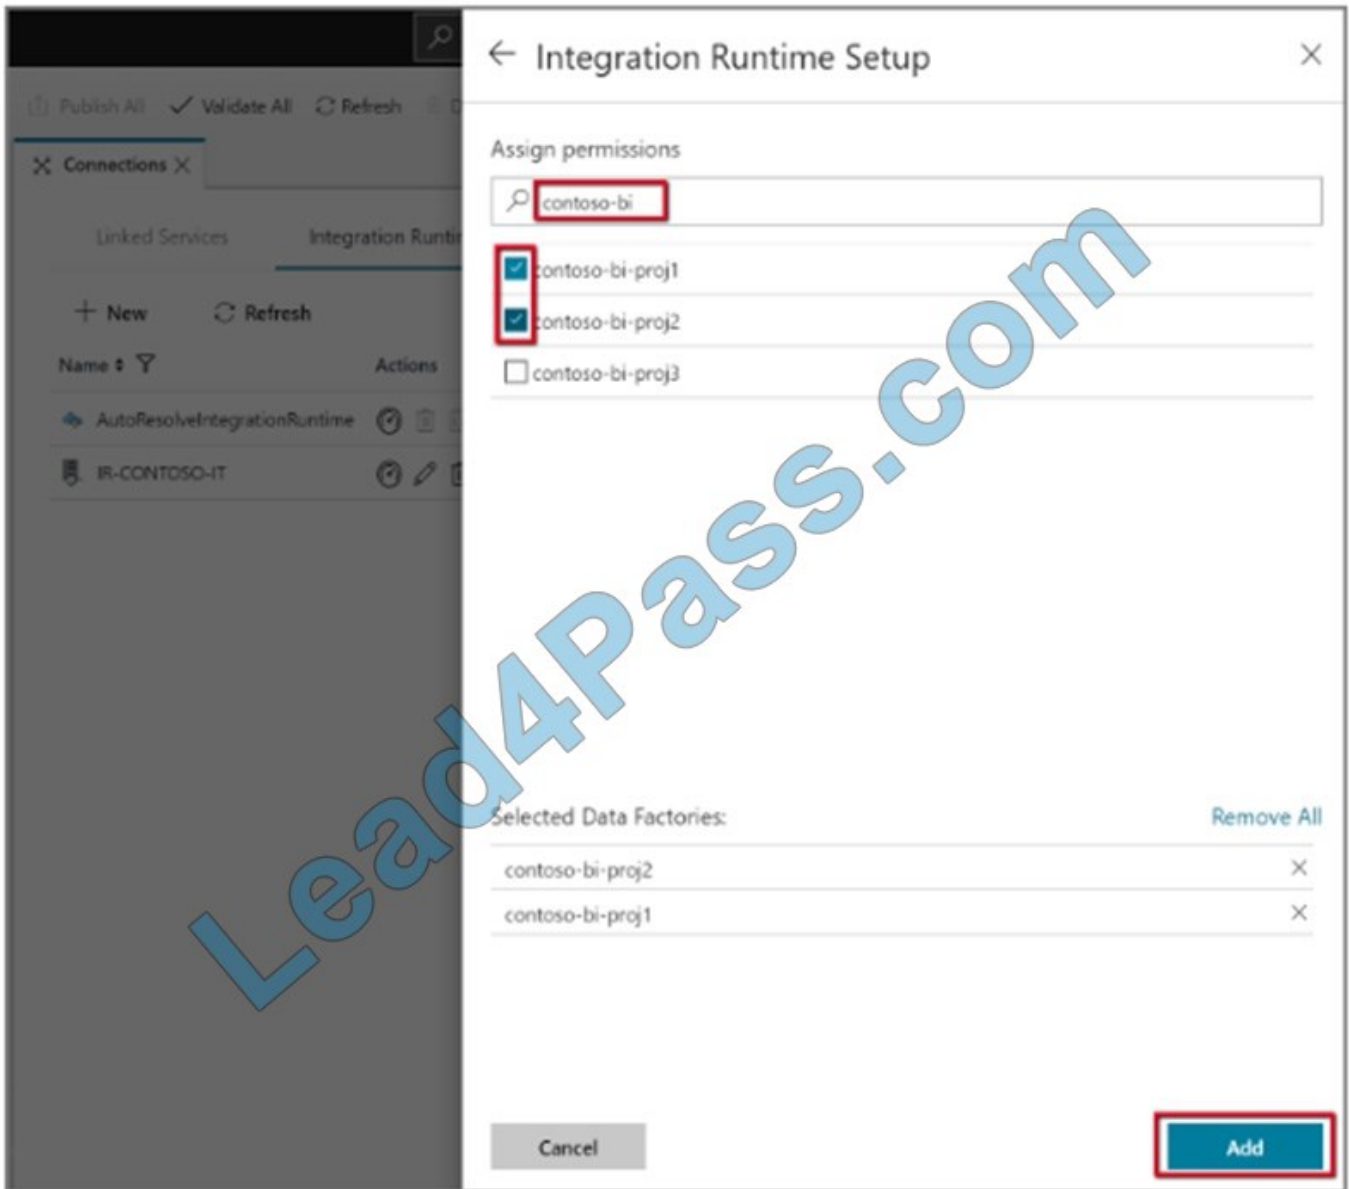 Integration Runtime Setup
Publish All Validate All Refresh
Connections
Assign permissions
contoso-bi
Linked Services
contoso-bi-proj1
contoso-bi-proj2
contoso-bi-proj3
New Refresh
Name Actions
AutoResolveIntegrationRuntime
IR-CONTOSO-IT
Lead4Pass.com
Selected Data Factories:
Remove All
contoso-bi-proj2
contoso-bi-proj1
Cancel
Add